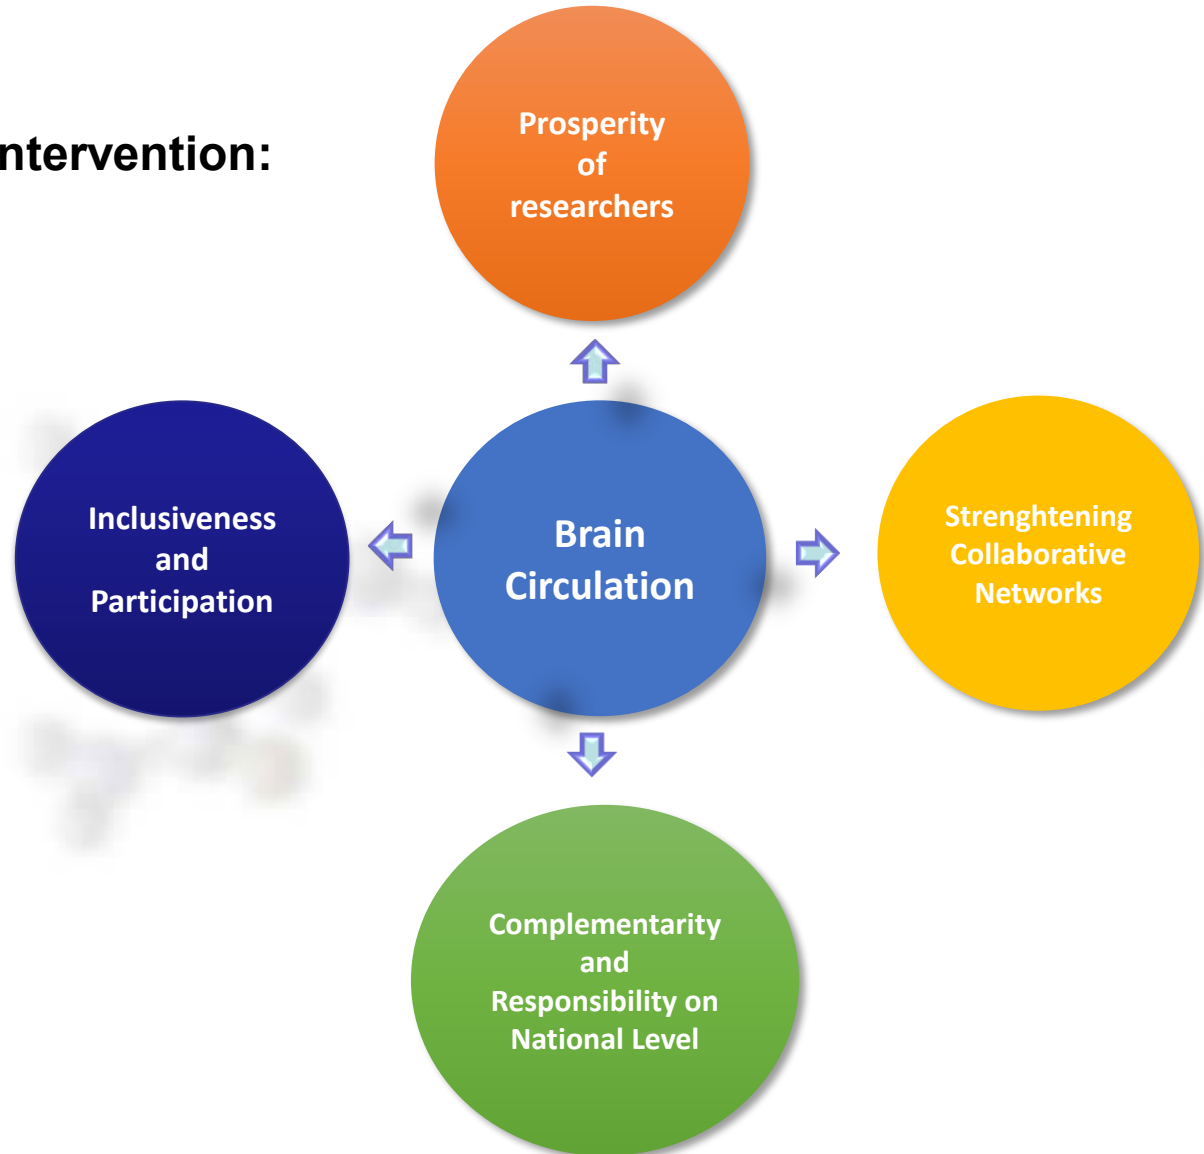 Prosperity
of
researchers
ntervention:
Inclusiveness
and
Participation
Brain
Circulation
Strenghtening
Collaborative
Networks
Complementarity
and
Responsibility on
National Level